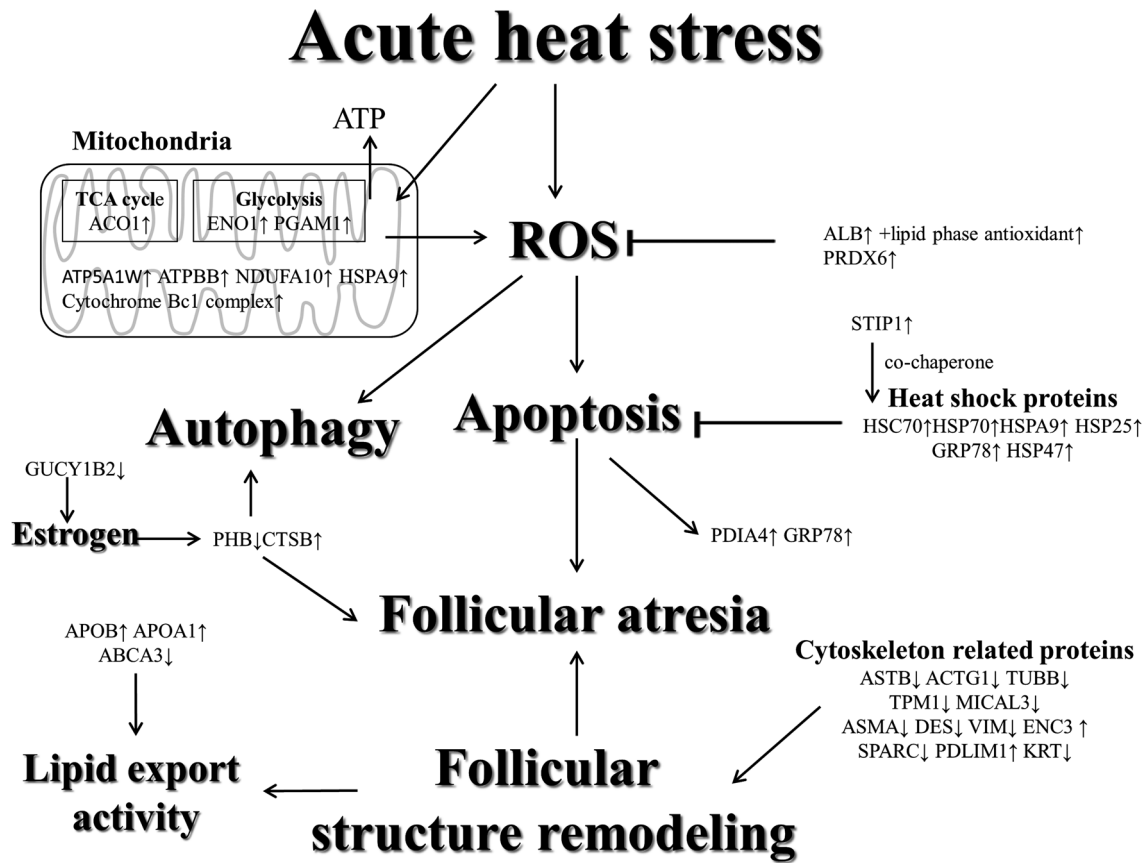 Acute heat stress
ATP
Mitochondria
TCA cycle
ACO1↑
Glycolysis
ENO1↑ PGAM1↑
ATP5A1W↑ ATPBB↑ NDUFA10↑ HSPA9↑
Cytochrome Bc1 complex↑
ROS
ALB↑ +lipid phase antioxidant↑
PRDX6↑
STIP1↑
co-chaperone
Heat shock proteins
HSC70↑HSP70↑HSPA9↑ HSP25↑
GRP78↑ HSP47↑
Autophagy
Apoptosis
GUCY1B2↓
Estrogen
PHB↓CTSB↑
PDIA4↑ GRP78↑
Follicular atresia
APOB↑ APOA1↑
ABCA3↓
Cytoskeleton related proteins
ASTB↓ ACTG1↓ TUBB↓
TPM1↓ MICAL3↓
ASMA↓ DES↓ VIM↓ ENC3 ↑
SPARC↓ PDLIM1↑ KRT↓
Lipid export
activity
Follicular
structure remodeling